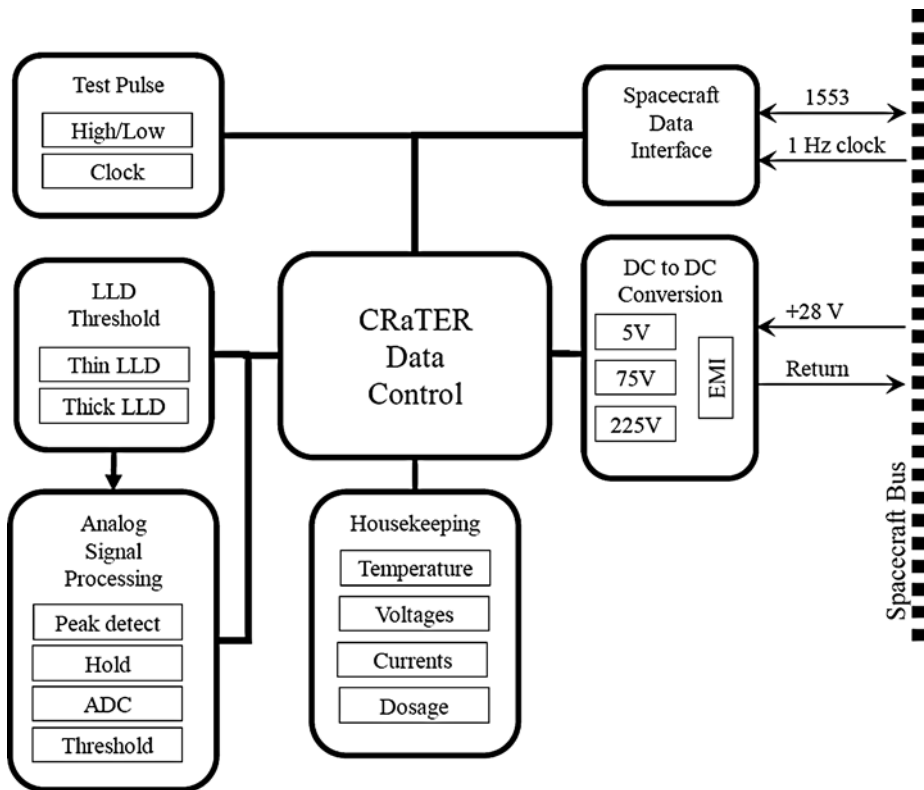 Test Pulse
High/Low
Clock
Spacecraft
Data
Interface
1553
1 Hz clock
LLD
Threshold
Thin LLD
Thick LLD
CRaTER
Data
Control
DC to DC
Conversion
5V
75V
225V
EMI
+28 V
Return
Spacecraft Bus
Analog
Signal
Processing
Peak detect
Hold
ADC
Threshold
Housekeeping
Temperature
Voltages
Currents
Dosage